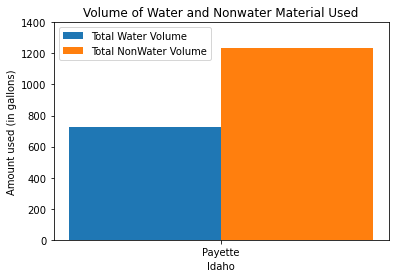 Volume of Water and Nonwater Material Used
Total Water Volume
Total NonWater Volume
Amount used (in gallons)
1400
1200
1000
800
600
400
200
0
Payette
Idaho